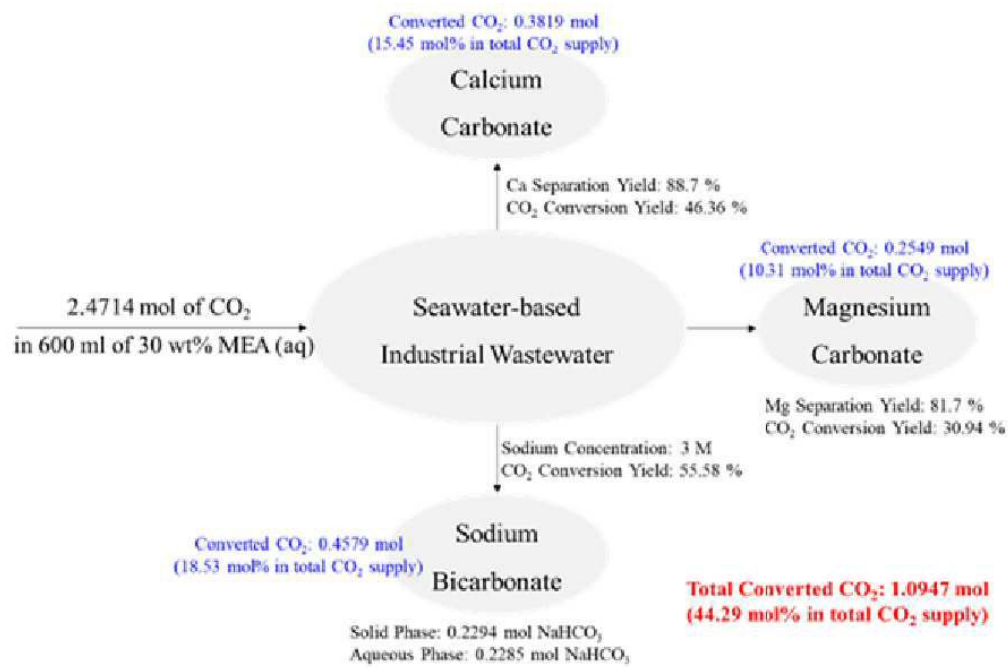 Converted CO₂: 0.3819 mol
(15.45 mol% in total CO₂ supply)
Calcium
Carbonate
Ca Separation Yield: 88.7 %
CO₂ Conversion Yield: 46.36 %
Converted CO₂: 0.2549 mol
(10.31 mol% in total CO₂ supply)
Magnesium
Carbonate
Mg Separation Yield: 81.7 %
CO₂ Conversion Yield: 30.94 %
2.4714 mol of CO₂
in 600 ml of 30 wt% MEA (aq)
Seawater-based
Industrial Wastewater
Sodium Concentration: 3 M
CO₂ Conversion Yield: 55.58 %
Converted CO₂: 0.4579 mol
(18.53 mol% in total CO₂ supply)
Sodium
Bicarbonate
Solid Phase: 0.2294 mol NaHCO₃
Aqueous Phase: 0.2285 mol NaHCO₃
Total Converted CO₂: 1.0947 mol
(44.29 mol% in total CO₂ supply)